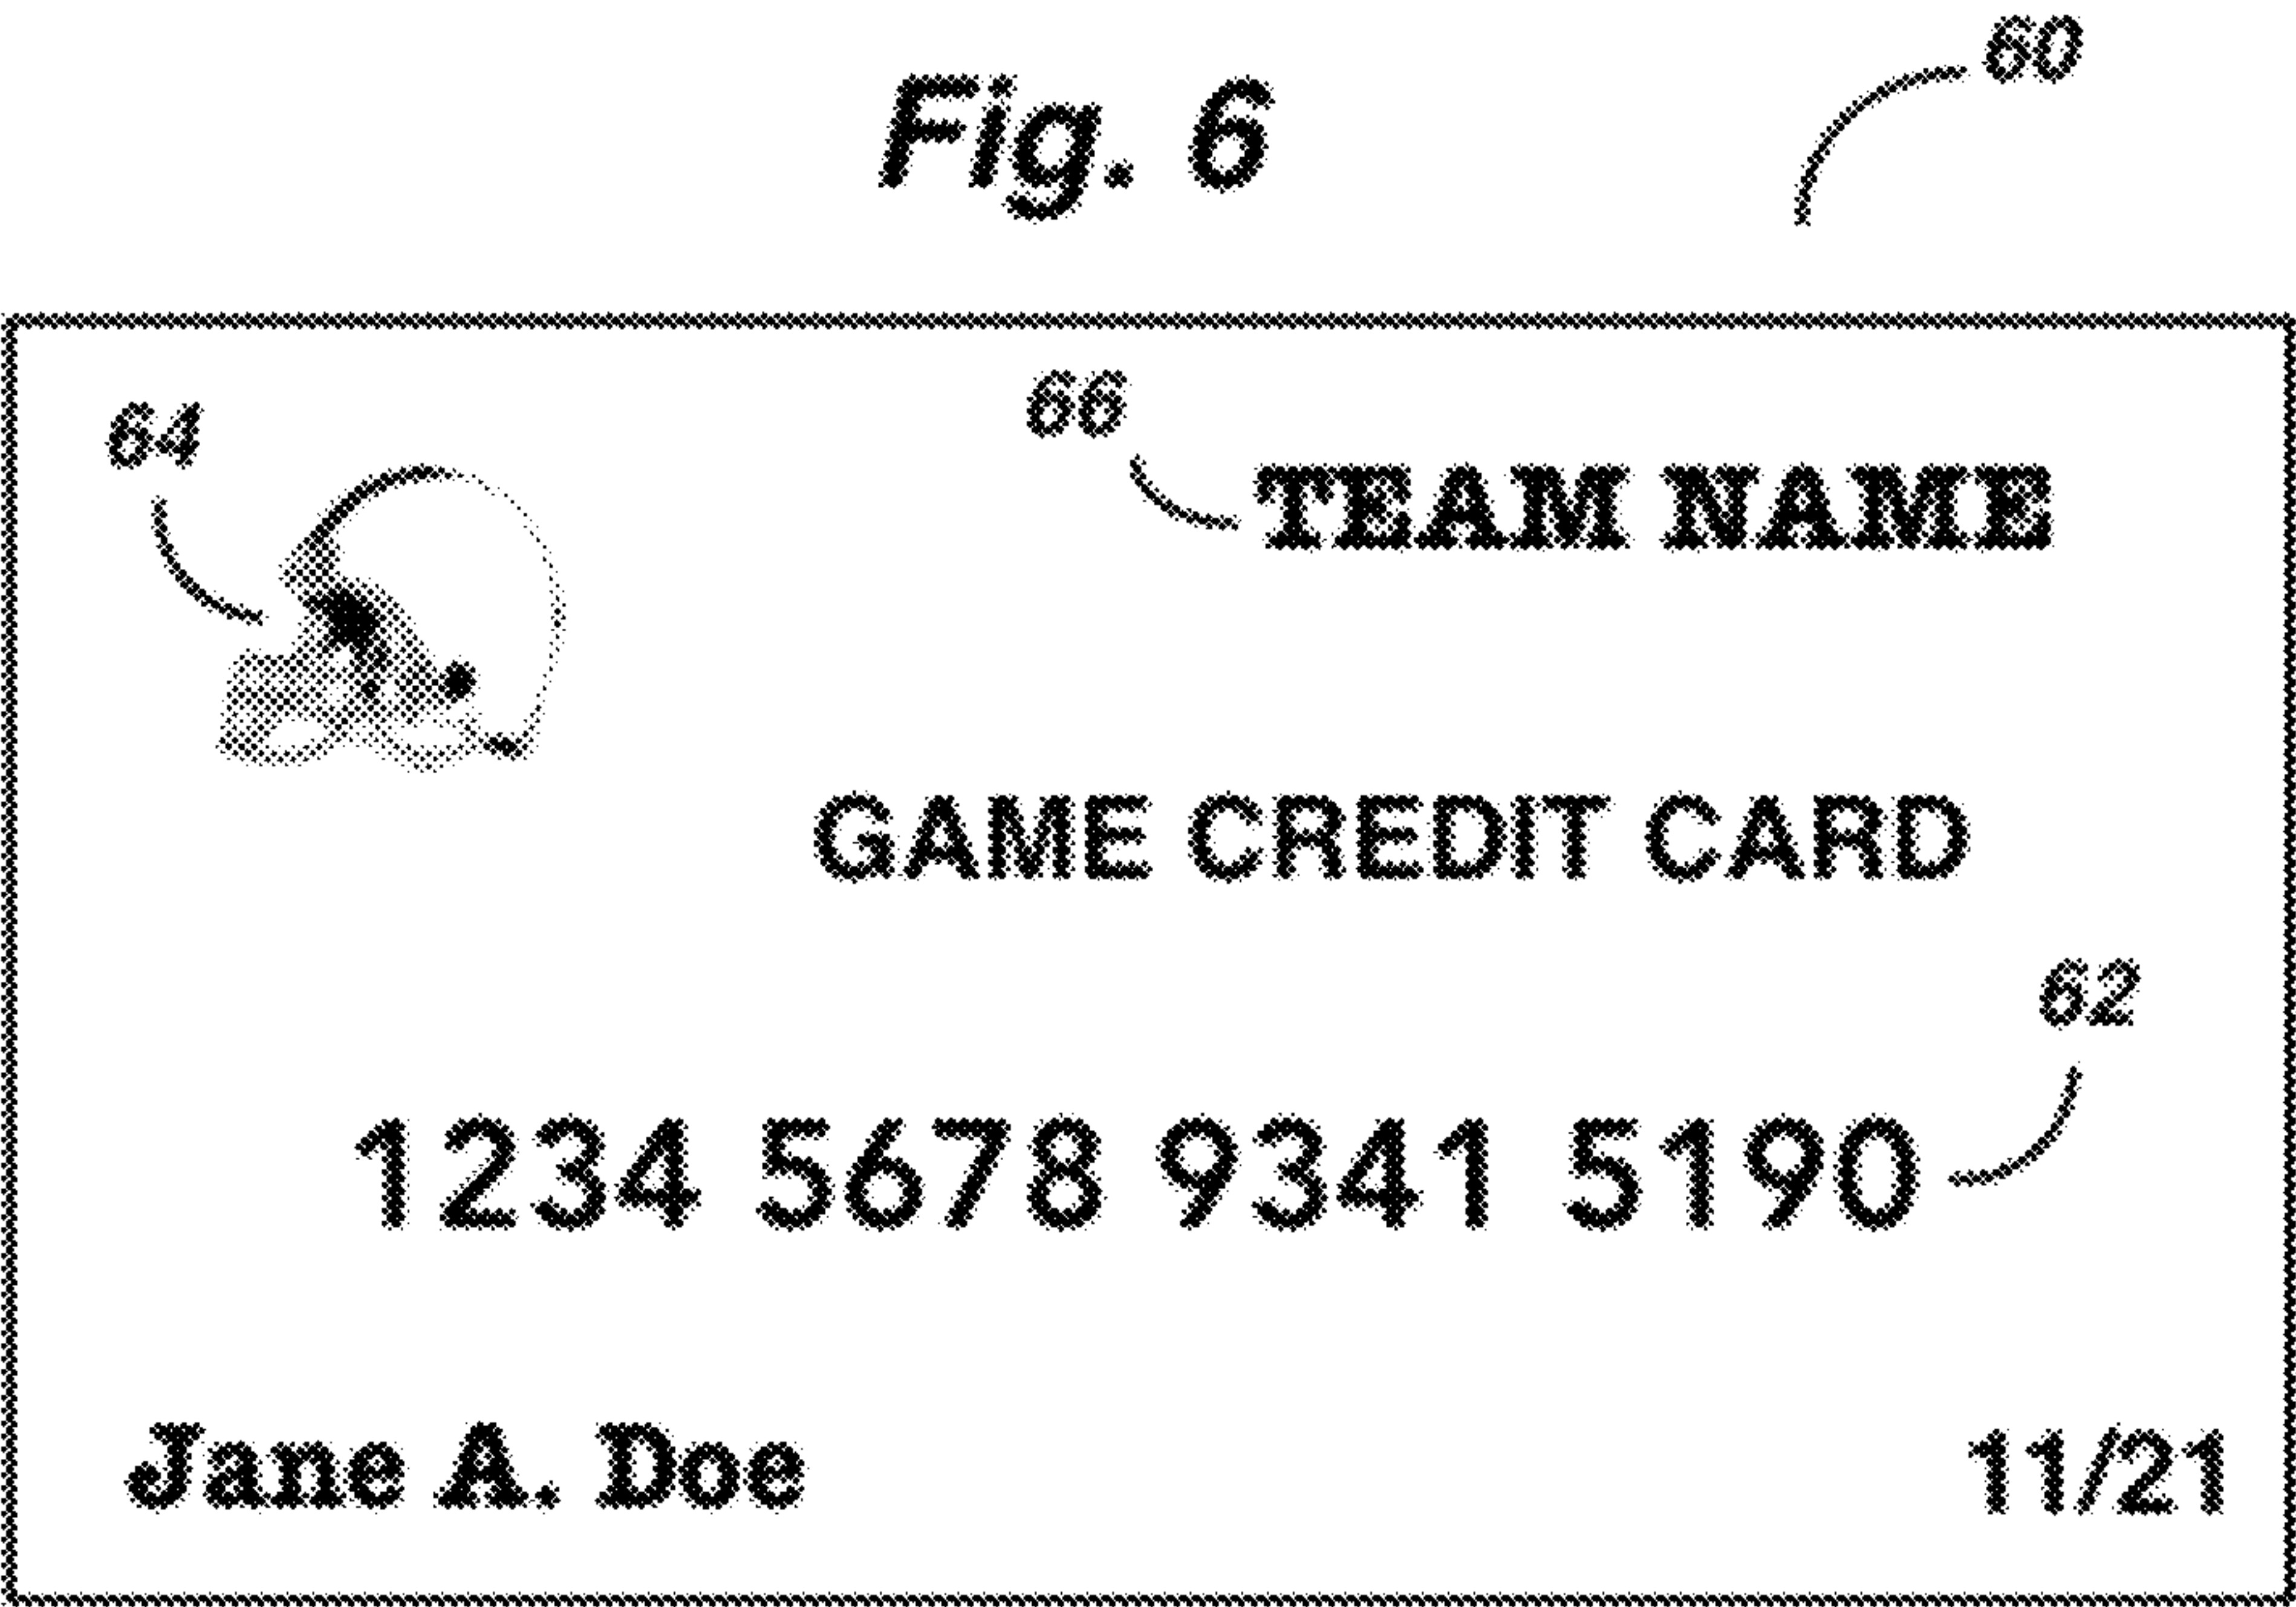 Fig. 6
60
64
66
TEAM NAME
GAME CREDIT CARD
62
1234 5678 9341 5190
Jane A. Doe
11/21